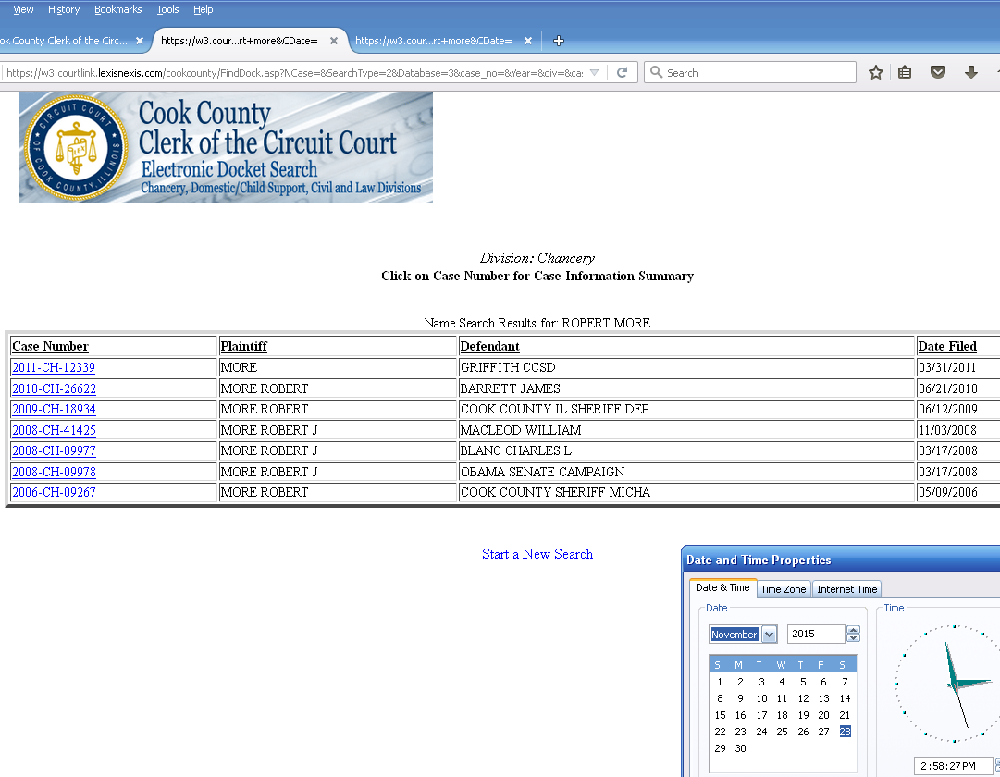 View History Bookmarks Tools Help
ok County Clerk of the Circ... https://w3.cour...rt+more&CDate= https://w3.cour...rt+more&CDate=
https://w3.courtlink.lexisnexis.com/cookcounty/FindDock.asp?NCase=&SearchType=2&Database=3&case_no=&Year=&div=&ca: Search
CIRCUIT COURT
OF COOK COUNTY, ILLINOIS
Cook County
Clerk of the Circuit Court
Electronic Docket Search
Chancery, Domestic/Child Support, Civil and Law Divisions
Division: Chancery
Click on Case Number for Case Information Summary
Name Search Results for: ROBERT MORE
Case Number Plaintiff Defendant Date Filed
2011-CH-12339 MORE GRIFFITH CCSD 03/31/2011
2010-CH-26622 MORE ROBERT BARRETT JAMES 06/21/2010
2009-CH-18934 MORE ROBERT COOK COUNTY IL SHERIFF DEP 06/12/2009
2008-CH-41425 MORE ROBERT J MACLEOD WILLIAM 11/03/2008
2008-CH-09977 MORE ROBERT J BLANC CHARLES L 03/17/2008
2008-CH-09978 MORE ROBERT J OBAMA SENATE CAMPAIGN 03/17/2008
2006-CH-09267 MORE ROBERT COOK COUNTY SHERIFF MICHA 05/09/2006
Start a New Search
Date and Time Properties
Date & Time Time Zone Internet Time
Date Time
November 2015
S M T W T F S
1 2 3 4 5 6 7
8 9 10 11 12 13 14
15 16 17 18 19 20 21
22 23 24 25 26 27 28
29 30
2:58:27 PM